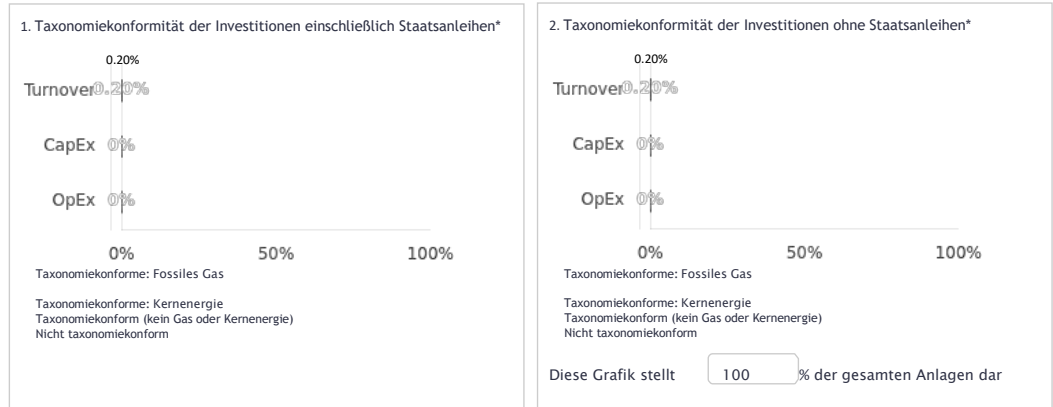 1. Taxonomiekonformität der Investitionen einschließlich Staatsanleihen*
0.20%
Turnover 0.20%
CapEx 0%
OpEx 0%
0% 50% 100%
Taxonomiekonforme: Fossiles Gas
Taxonomiekonforme: Kernenergie
Taxonomiekonform (kein Gas oder Kernenergie)
Nicht taxonomiekonform
2. Taxonomiekonformität der Investitionen ohne Staatsanleihen*
0.20%
Turnover 0.20%
CapEx 0%
OpEx 0%
0% 50% 100%
Taxonomiekonforme: Fossiles Gas
Taxonomiekonforme: Kernenergie
Taxonomiekonform (kein Gas oder Kernenergie)
Nicht taxonomiekonform
Diese Grafik stellt 100 % der gesamten Anlagen dar